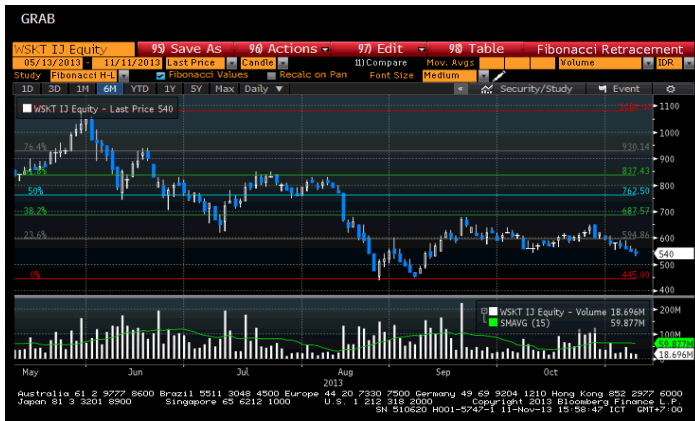 GRAB
WSKT IJ Equity 95) Save As 96) Actions 97) Edit 98) Table Fibonacci Retracement
05/13/2013 - 11/11/2013 Last Price Candle 11) Compare Mov. Avgs Volume IDR
Study Fibonacci H-L Fibonacci Values Recalc on Pan Font Size Medium
1D 3D 1M 6M YTD 1Y 5Y Max Daily ▼ « Security/Study Event
WSKT IJ Equity - Last Price 540
1100
1000
76.4% 930.14
900
837.43
800
50% 762.50
700
38.2% 687.57
23.6% 594.86
600
540
500
0% 445.00
400
WSKT IJ Equity - Volume 18.696M
SMAVG (15) 59.877M
200M
100M
59.877M
18.696M
May Jun Jul Aug Sep Oct
2013
Australia 61 2 9777 8600 Brazil 5511 3048 4500 Europe 44 20 7330 7500 Germany 49 69 9204 1210 Hong Kong 852 2977 6000
Japan 81 3 3201 8900 Singapore 65 6212 1000 U.S. 1 212 318 2000 Copyright 2013 Bloomberg Finance L.P.
SN 510620 H001-5747-1 11-Nov-13 15:58:47 ICT GMT+7:00